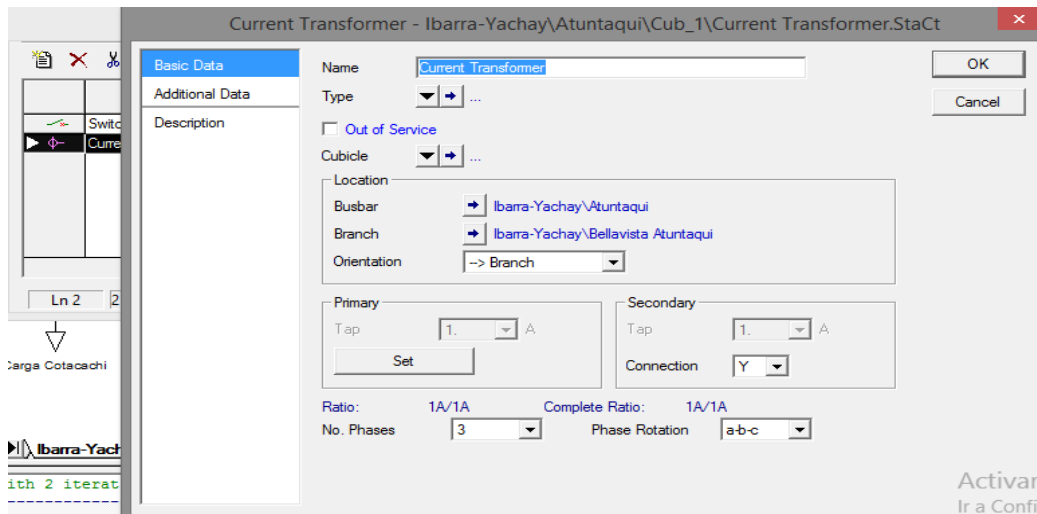 Current Transformer - Ibarra-Yachay\Atuntaqui\Cub_1\Current Transformer.StaCt
Basic Data
Additional Data
Description
Name Current Transformer
OK
Type ...
Cancel
Out of Service
Cubicle ...
Location
Busbar Ibarra-Yachay\Atuntaqui
Branch Ibarra-Yachay\Bellavista Atuntaqui
Orientation --> Branch
Primary
Tap 1. A
Set
Secondary
Tap 1. A
Connection Y
Ratio: 1A/1A Complete Ratio: 1A/1A
No. Phases 3 Phase Rotation a-b-c
Switc
Curre
Ln 2 2
Carga Cotacachi
Ibarra-Yach
ith 2 iterat
Activar
Ir a Confi